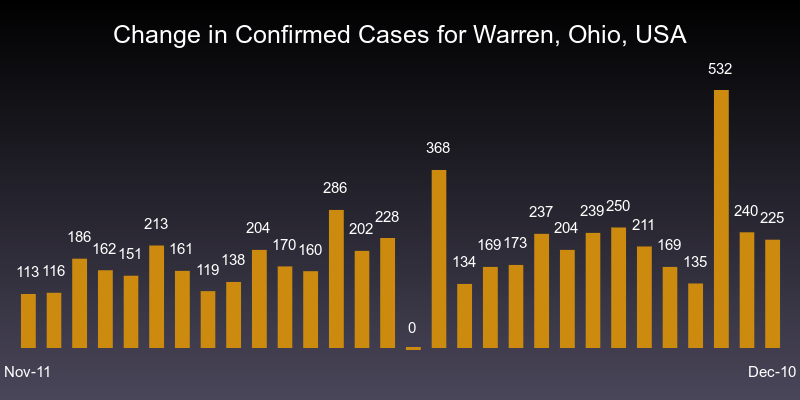 Change in Confirmed Cases for Warren, Ohio, USA
113 116 186 162 151 213 161 119 138 204 170 160 286 202 228 0 368 134 169 173 237 204 239 250 211 169 135 532 240 225
Nov-11 Dec-10